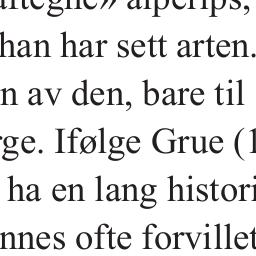 alperips,
han har sett arten.
n av den, bare til
rge. Ifølge Grue (1
ha en lang histori
nnes ofte forvillet